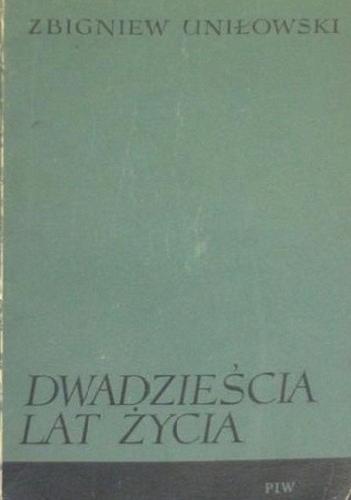 ZBIGNIEW UNIŁOWSKI
DWADZIEŚCIA
LAT ŻYCIA
PIW